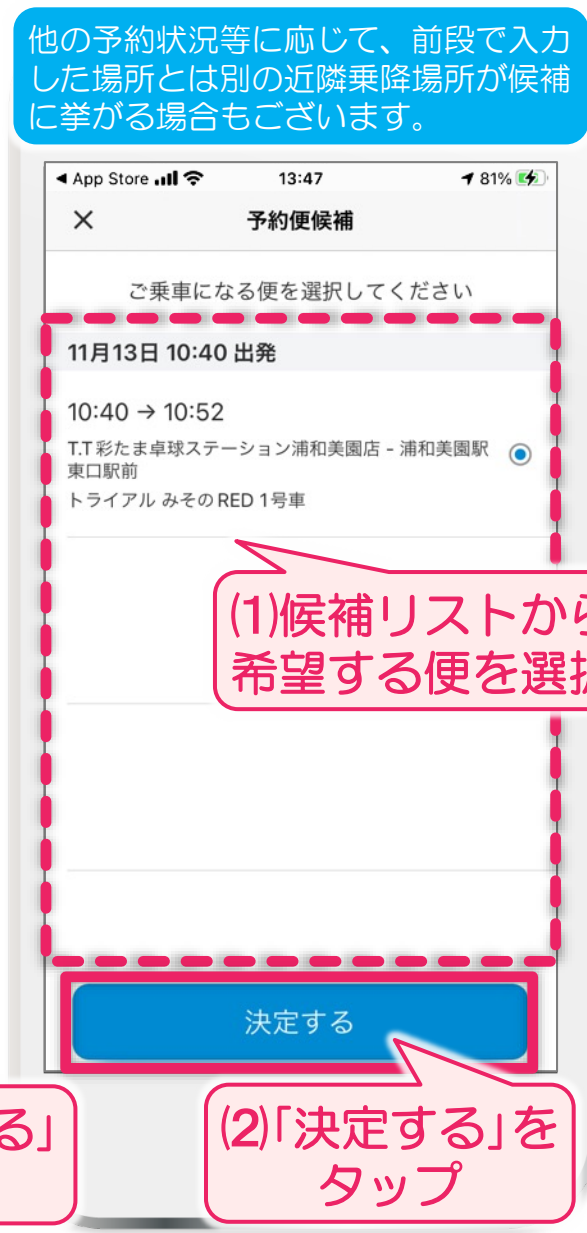 他の予約状況等に応じて、前段で入力
した場所とは別の近隣乗降場所が候補
に挙がる場合もございます。
App Store 13:47 81%
予約便候補
ご乗車になる便を選択してください
11月13日 10:40 出発
10:40 → 10:52
T.T彩たま卓球ステーション浦和美園店 - 浦和美園駅
東口駅前
トライアル みそのRED 1号車
(1)候補リストから
希望する便を選択
決定する
る」
(2)「決定する」を
タップ